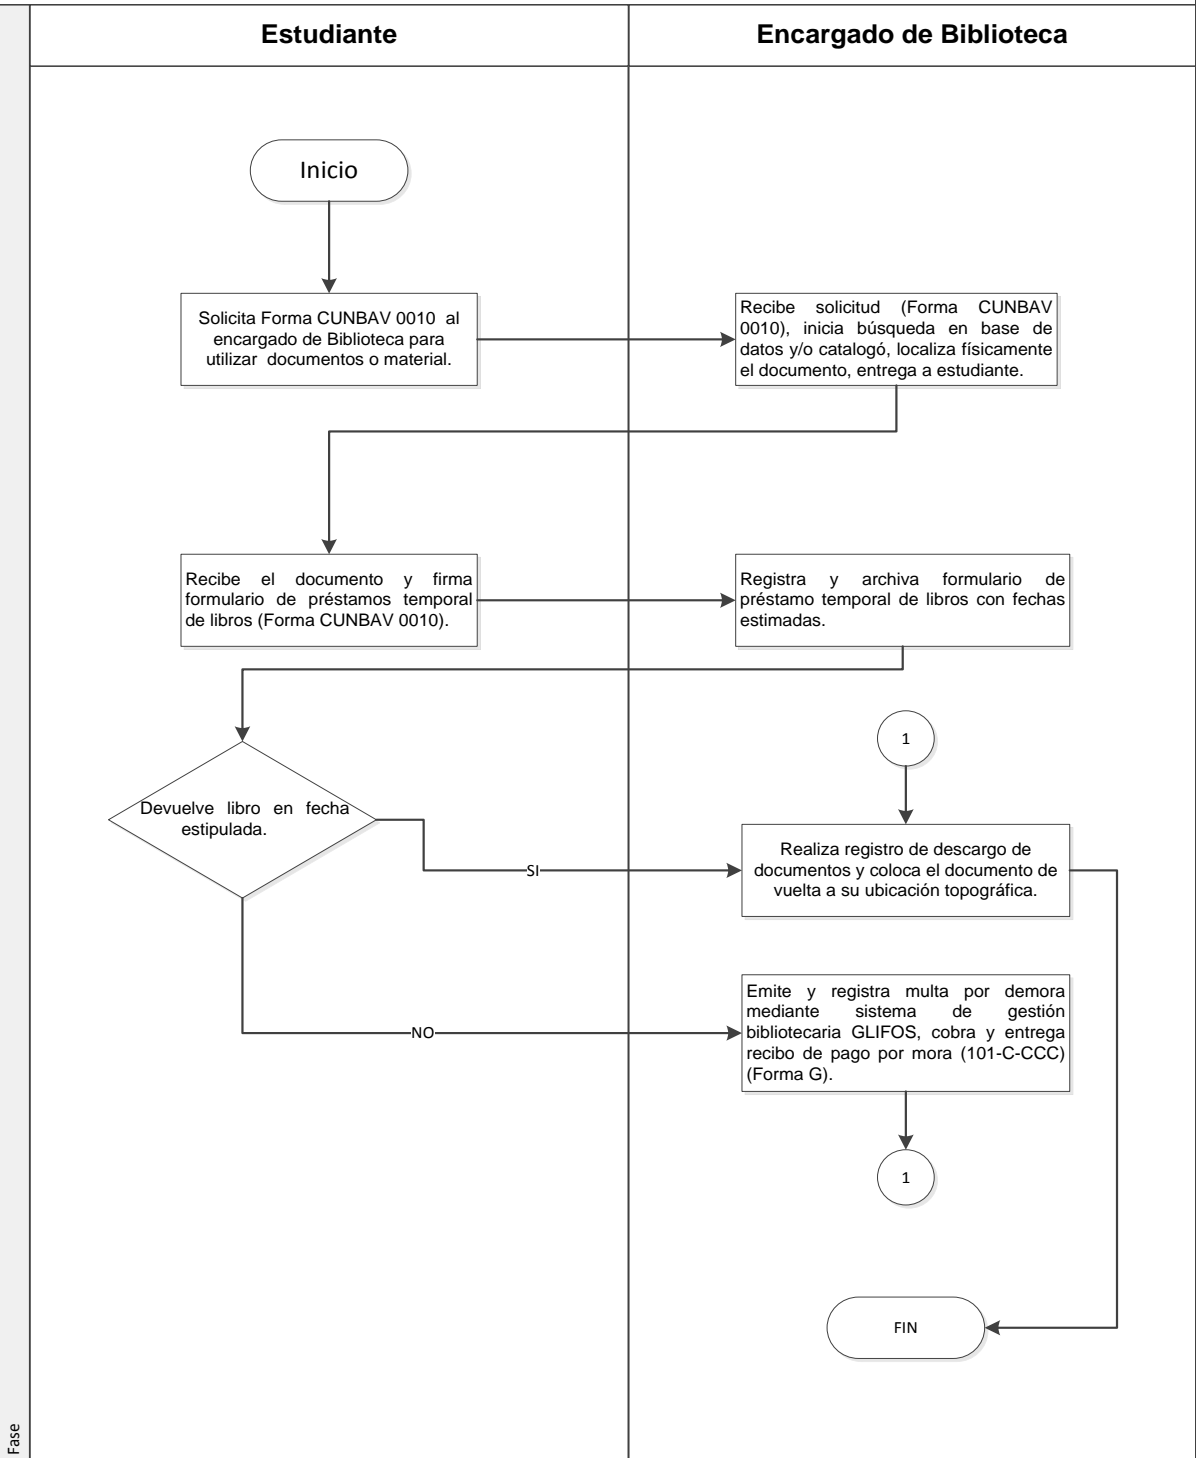 Estudiante
Encargado de Biblioteca
Inicio
Solicita Forma CUNBAV 0010 al
encargado de Biblioteca para
utilizar documentos o material.
Recibe solicitud (Forma CUNBAV
0010), inicia búsqueda en base de
datos y/o catalogó, localiza físicamente
el documento, entrega a estudiante.
Recibe el documento y firma
formulario de préstamos temporal
de libros (Forma CUNBAV 0010).
Registra y archiva formulario de
préstamo temporal de libros con fechas
estimadas.
1
Devuelve libro en fecha
estipulada.
SI
Realiza registro de descargo de
documentos y coloca el documento de
vuelta a su ubicación topográfica.
NO
Emite y registra multa por demora
mediante sistema de gestión
bibliotecaria GLIFOS, cobra y entrega
recibo de pago por mora (101-C-CCC)
(Forma G).
1
FIN
Fase